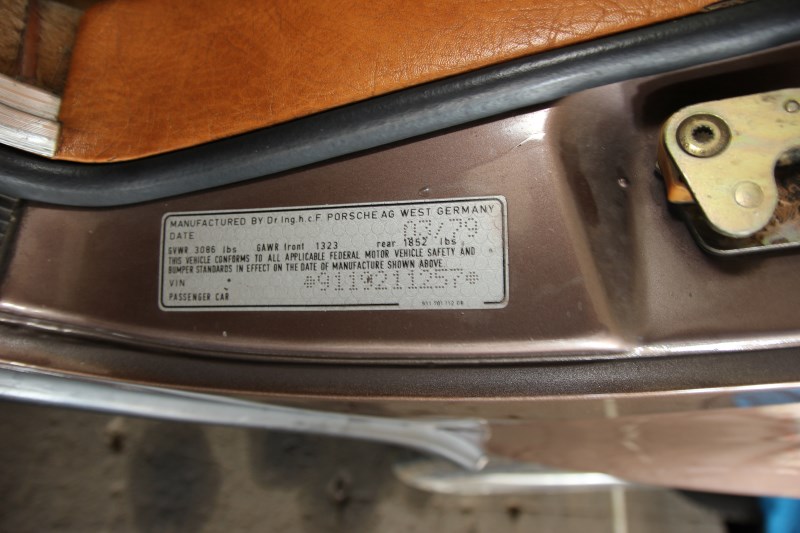 MANUFACTURED BY Dr.Ing.h.c.F PORSCHE AG WEST GERMANY
DATE 03/79
GVWR 3086 lbs GAWR front 1323 rear 1852 lbs,
THIS VEHICLE CONFORMS TO ALL APPLICABLE FEDERAL MOTOR VEHICLE SAFETY AND
BUMPER STANDARDS IN EFFECT ON THE DATE OF MANUFACTURE SHOWN ABOVE
VIN : *9119211257*
PASSENGER CAR